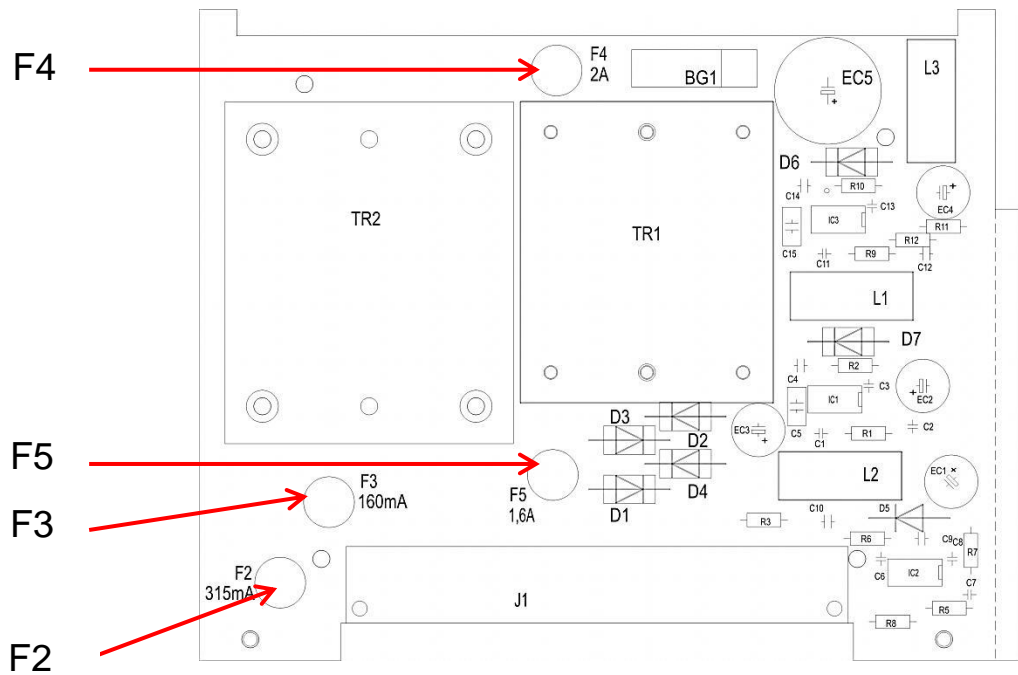 F4
F4
2A
BG1
EC5
L3
D6
C14
R10
C13
EC4
IC3
R11
C15
R12
C11
R9
C12
TR2
TR1
L1
D7
C4
R2
C3
IC1
EC2
C5
C1
R1
C2
D3
D2
EC3
F5
F3
160mA
F5
1,6A
D1
D4
L2
EC1
F3
R3
C10
D5
R6
C9
C8
R7
F2
315mA
J1
C6
IC2
C7
R5
R8
F2